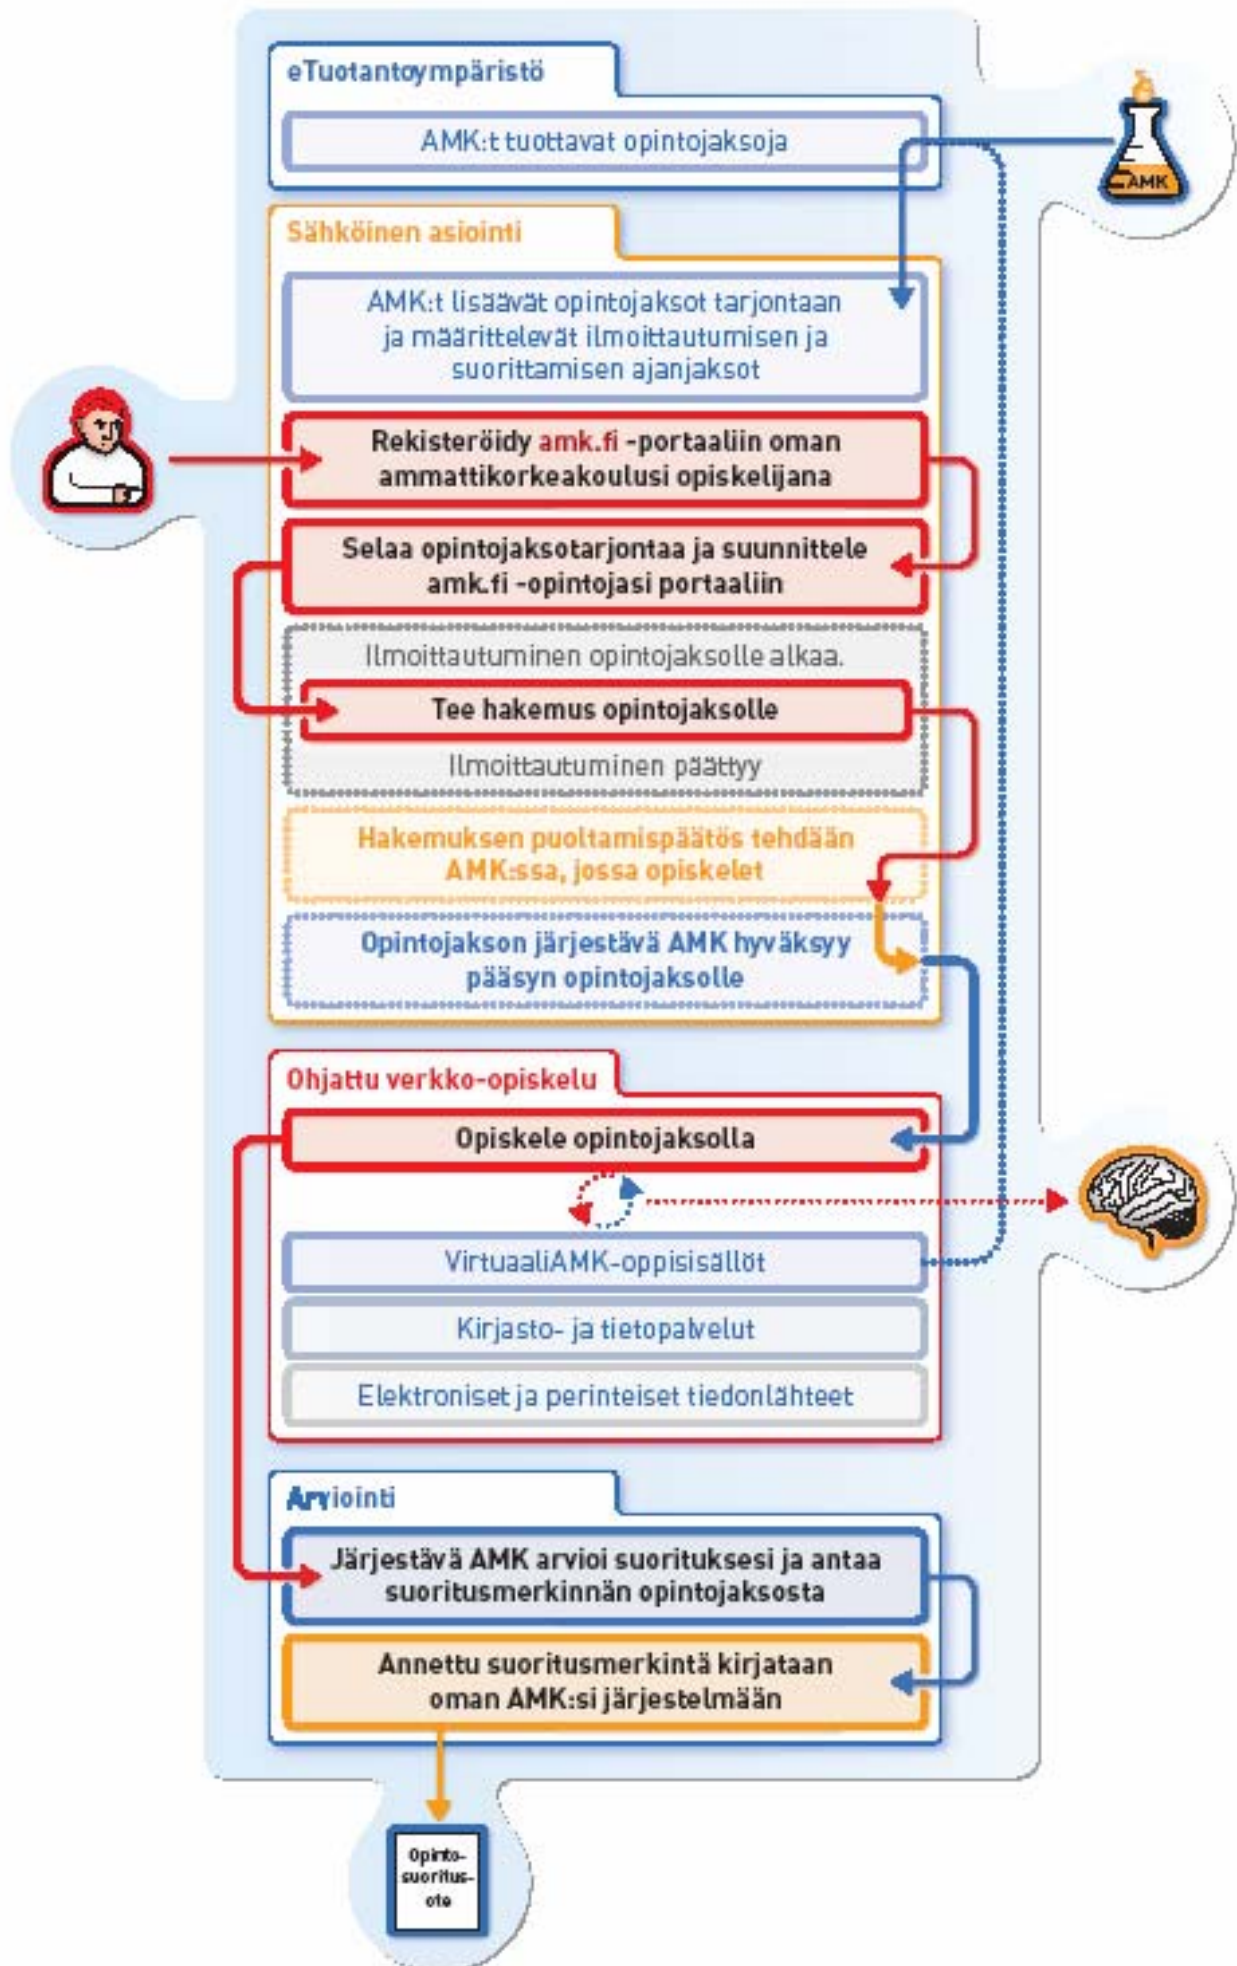 eTuotantoympäristö
AMK:t tuottavat opintojaksoja
AMK
Sähköinen asiointi
AMK:t lisäävät opintojaksot tarjontaan
ja määrittelevät ilmoittautumisen ja
suorittamisen ajanjaksot
Rekisteröidy amk.fi -portaaliin oman
ammattikorkeakoulusi opiskelijana
Selaa opintojaksotarjontaa ja suunnittele
amk.fi -opintojasi portaaliin
Ilmoittautuminen opintojaksolle alkaa.
Tee hakemus opintojaksolle
Ilmoittautuminen päättyy
Hakemuksen puoltamispäätös tehdään
AMK:ssa, jossa opiskelet
Opintojakson järjestävä AMK hyväksyy
pääsyn opintojaksolle
Ohjattu verkko-opiskelu
Opiskele opintojaksolla
VirtuaaliAMK-oppisisällöt
Kirjasto- ja tietopalvelut
Elektroniset ja perinteiset tiedonlähteet
Arviointi
Järjestävä AMK arvioi suorituksesi ja antaa
suoritusmerkinnän opintojaksosta
Annettu suoritusmerkintä kirjataan
oman AMK:si järjestelmään
Opinto-
suoritus-
ote